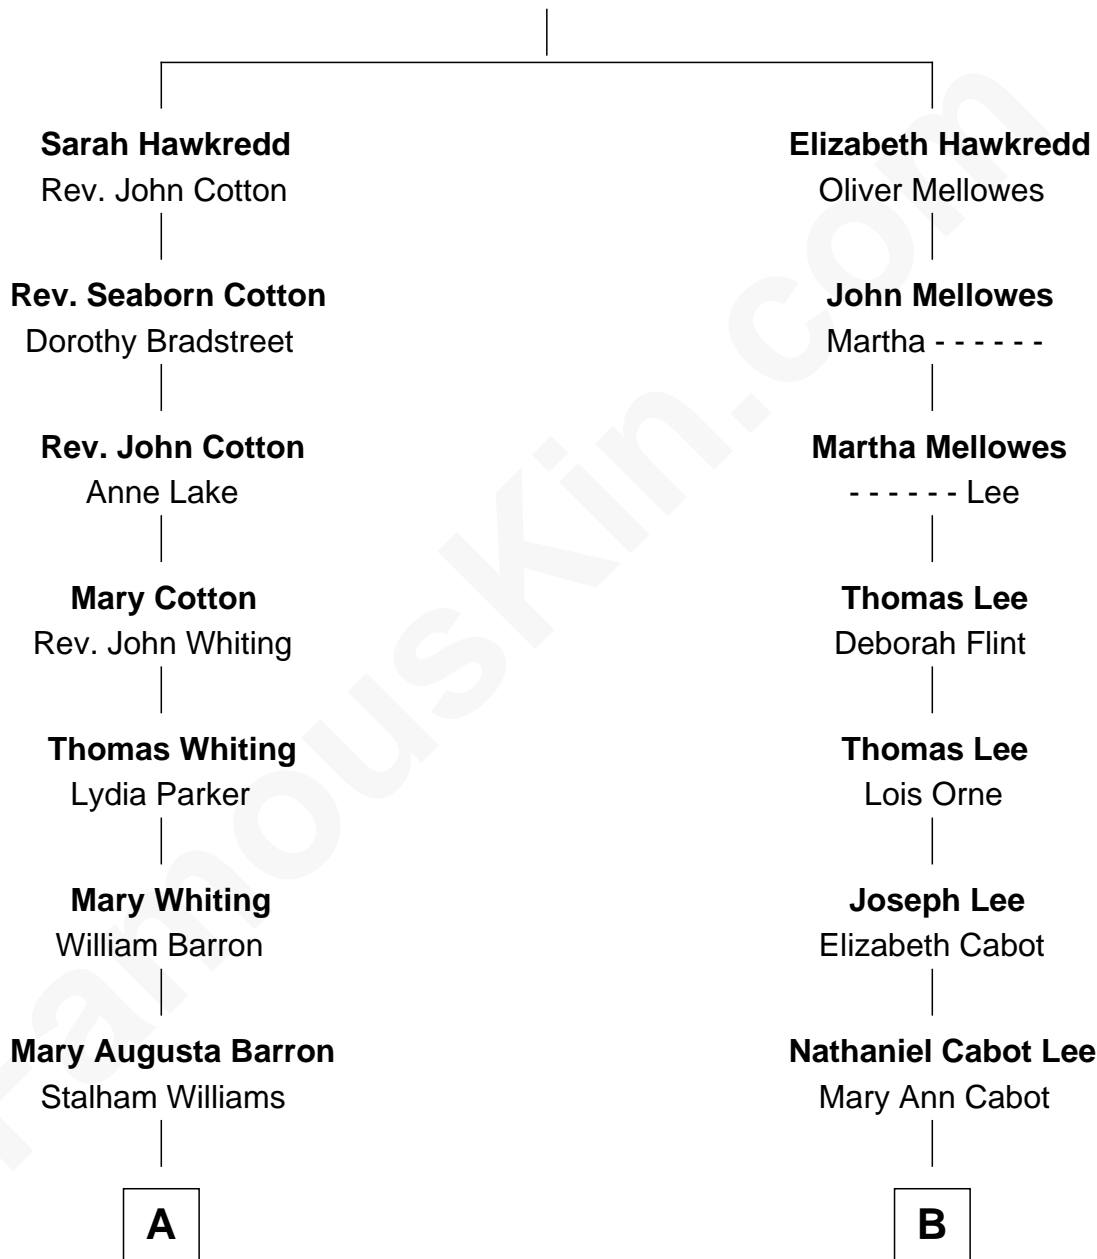 Sarah Hawkredd
Rev. John Cotton
Rev. Seaborn Cotton
Dorothy Bradstreet
Rev. John Cotton
Anne Lake
Mary Cotton
Rev. John Whiting
Thomas Whiting
Lydia Parker
Mary Whiting
William Barron
Mary Augusta Barron
Stalham Williams
A
Elizabeth Hawkredd
Oliver Mellowes
John Mellowes
Martha - - - - - -
Martha Mellowes
- - - - - - Lee
Thomas Lee
Deborah Flint
Thomas Lee
Lois Orne
Joseph Lee
Elizabeth Cabot
Nathaniel Cabot Lee
Mary Ann Cabot
B
FamousKin.com